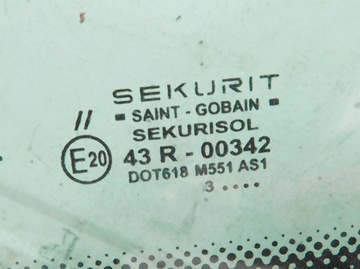 SEKURIT
SAINT - GOBAIN
SEKURISOL
//
E20
43 R - 00342
DOT618 M551 AS1
3 ....